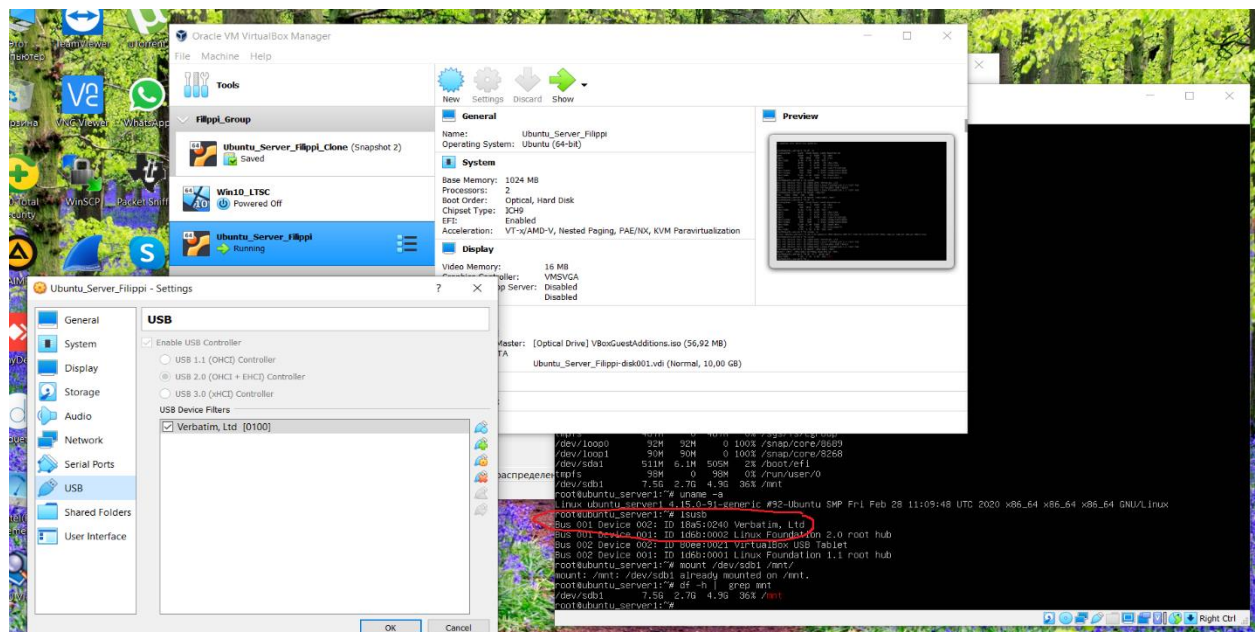 TeamViewer
uTorrent
VNC Viewer
WhatsApp
WinSCP
Oracle VM VirtualBox Manager
File Machine Help
Tools
New Settings Discard Show
Filippi_Group
Ubuntu_Server_Filippi_Clone (Snapshot 2)
Saved
Win10_LTSC
Powered Off
Ubuntu_Server_Filippi
Running
General
Name: Ubuntu_Server_Filippi
Operating System: Ubuntu (64-bit)
System
Base Memory: 1024 MB
Processors: 2
Boot Order: Optical, Hard Disk
Chipset Type: ICH9
EFI: Enabled
Acceleration: VT-x/AMD-V, Nested Paging, PAE/NX, KVM Paravirtualization
Display
Video Memory: 16 MB
VMSVGA
Server: Disabled
Disabled
[Optical Drive] VBoxGuestAdditions.iso (56,92 MB)
Ubuntu_Server_Filippi-disk001.vdi (Normal, 10,00 GB)
Preview
Ubuntu_Server_Filippi - Settings
General
System
Display
Storage
Audio
Network
Serial Ports
USB
Shared Folders
User Interface
USB
Enable USB Controller
USB 1.1 (OHCI) Controller
USB 2.0 (OHCI + EHCI) Controller
USB 3.0 (xHCI) Controller
USB Device Filters
Verbatim, Ltd [0100]
OK Cancel
/dev/loop0 92M 92M 0 100% /snap/core/8689
/dev/loop1 90M 90M 0 100% /snap/core/8268
/dev/sda1 511M 6.1M 505M 2% /boot/efi
tmpfs 98M 0 98M 0% /run/user/0
/dev/sdb1 7.5G 2.7G 4.9G 36% /mnt
root@ubuntu_server1:~# uname -a
Linux ubuntu_server1 4.15.0-91-generic #92-Ubuntu SMP Fri Feb 28 11:09:48 UTC 2020 x86_64 x86_64 x86_64 GNU/Linux
root@ubuntu_server1:~# lsusb
Bus 001 Device 002: ID 18a5:0240 Verbatim, Ltd
Bus 001 Device 001: ID 1d6b:0002 Linux Foundation 2.0 root hub
Bus 002 Device 002: ID 80ee:0021 VirtualBox USB Tablet
Bus 002 Device 001: ID 1d6b:0001 Linux Foundation 1.1 root hub
root@ubuntu_server1:~# mount /dev/sdb1 /mnt/
mount: /mnt: /dev/sdb1 already mounted on /mnt.
root@ubuntu_server1:~# df -h | grep mnt
/dev/sdb1 7.5G 2.7G 4.9G 36% /mnt
root@ubuntu_server1:~#
Right Ctrl